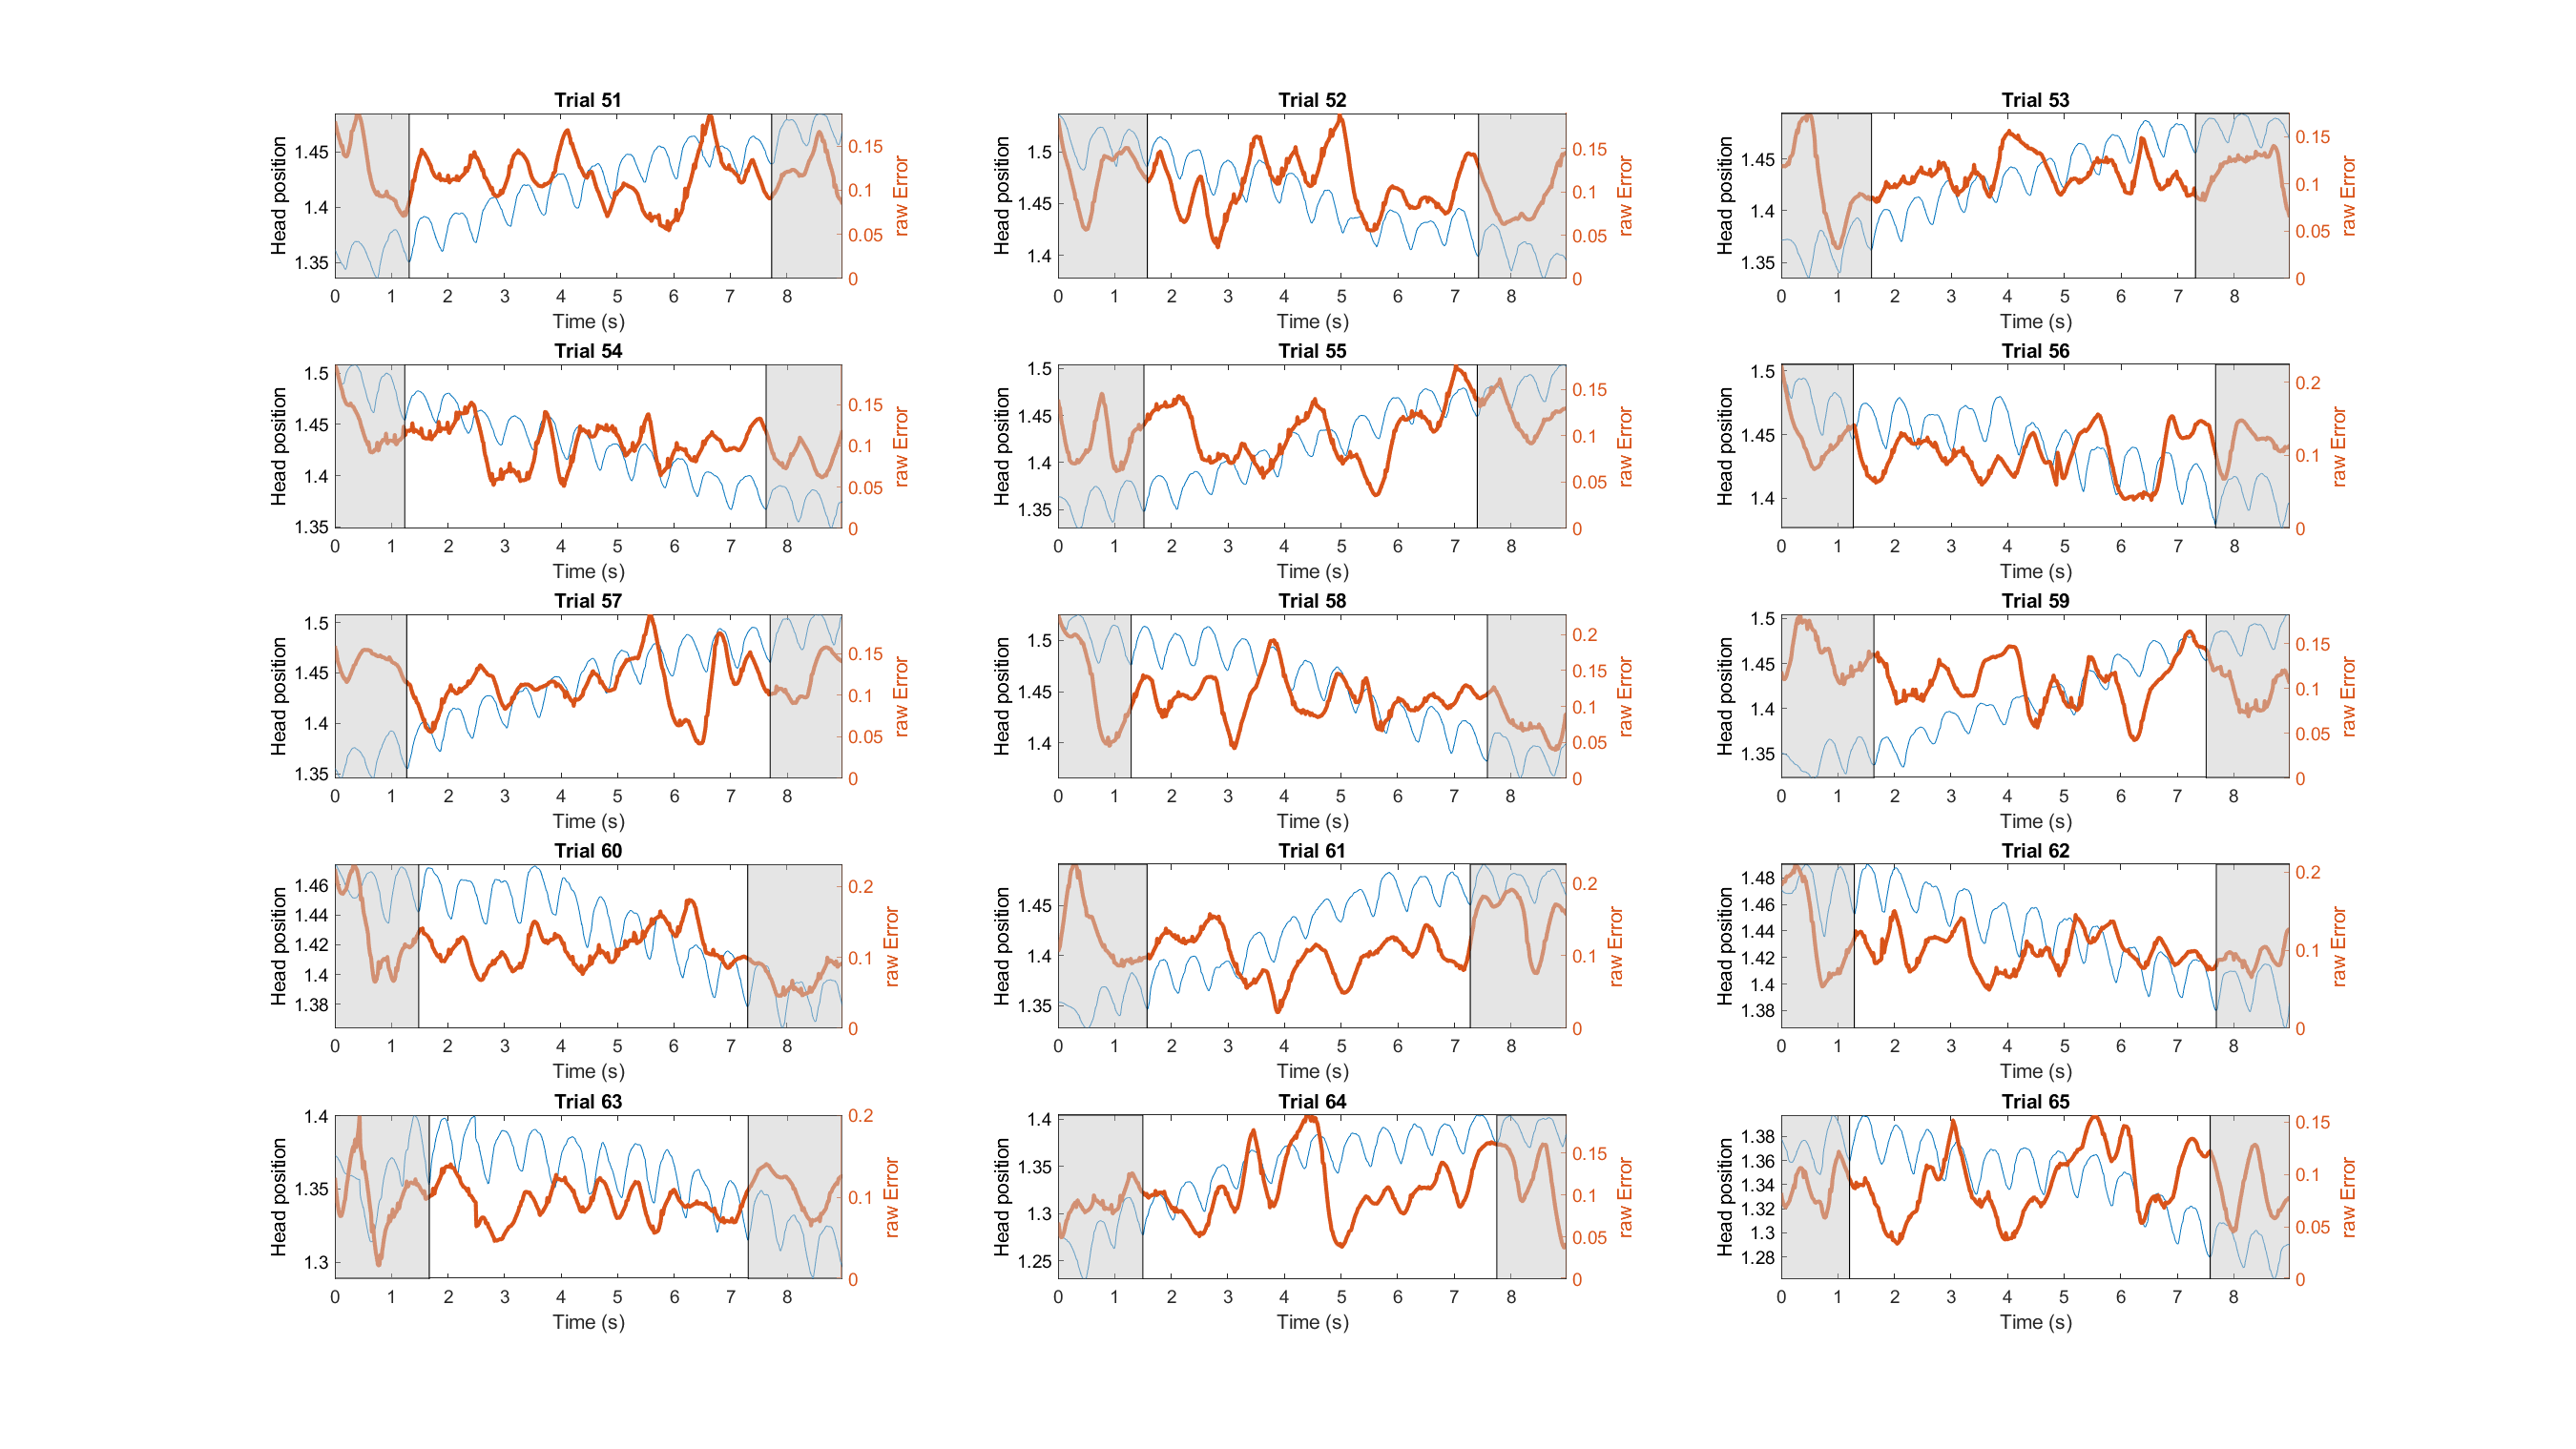 Trial 51 Trial 52 Trial 53
Head position 1.45 1.4 1.35 0.15 0.1 0.05 0 raw Error Head position 1.5 1.45 1.4 0.15 0.1 0.05 0 raw Error Head position 1.45 1.4 1.35 0.15 0.1 0.05 0 raw Error
0 1 2 3 4 5 6 7 8 0 1 2 3 4 5 6 7 8 0 1 2 3 4 5 6 7 8
Time (s) Time (s) Time (s)
Trial 54 Trial 55 Trial 56
Head position 1.5 1.45 1.4 1.35 0.15 0.1 0.05 0 raw Error Head position 1.5 1.45 1.4 1.35 0.15 0.1 0.05 0 raw Error Head position 1.5 1.45 1.4 0.2 0.1 0 raw Error
0 1 2 3 4 5 6 7 8 0 1 2 3 4 5 6 7 8 0 1 2 3 4 5 6 7 8
Time (s) Time (s) Time (s)
Trial 57 Trial 58 Trial 59
Head position 1.5 1.45 1.4 1.35 0.15 0.1 0.05 0 raw Error Head position 1.5 1.45 1.4 0.2 0.15 0.1 0.05 0 raw Error Head position 1.5 1.45 1.4 1.35 0.15 0.1 0.05 0 raw Error
0 1 2 3 4 5 6 7 8 0 1 2 3 4 5 6 7 8 0 1 2 3 4 5 6 7 8
Time (s) Time (s) Time (s)
Trial 60 Trial 61 Trial 62
Head position 1.46 1.44 1.42 1.4 1.38 0.2 0.1 0 raw Error Head position 1.45 1.4 1.35 0.2 0.1 0 raw Error Head position 1.48 1.46 1.44 1.42 1.4 1.38 0.2 0.1 0 raw Error
0 1 2 3 4 5 6 7 8 0 1 2 3 4 5 6 7 8 0 1 2 3 4 5 6 7 8
Time (s) Time (s) Time (s)
Trial 63 Trial 64 Trial 65
Head position 1.4 1.35 1.3 0.2 0.1 0 raw Error Head position 1.4 1.35 1.3 1.25 0.15 0.1 0.05 0 raw Error Head position 1.38 1.36 1.34 1.32 1.3 1.28 0.15 0.1 0.05 0 raw Error
0 1 2 3 4 5 6 7 8 0 1 2 3 4 5 6 7 8 0 1 2 3 4 5 6 7 8
Time (s) Time (s) Time (s)